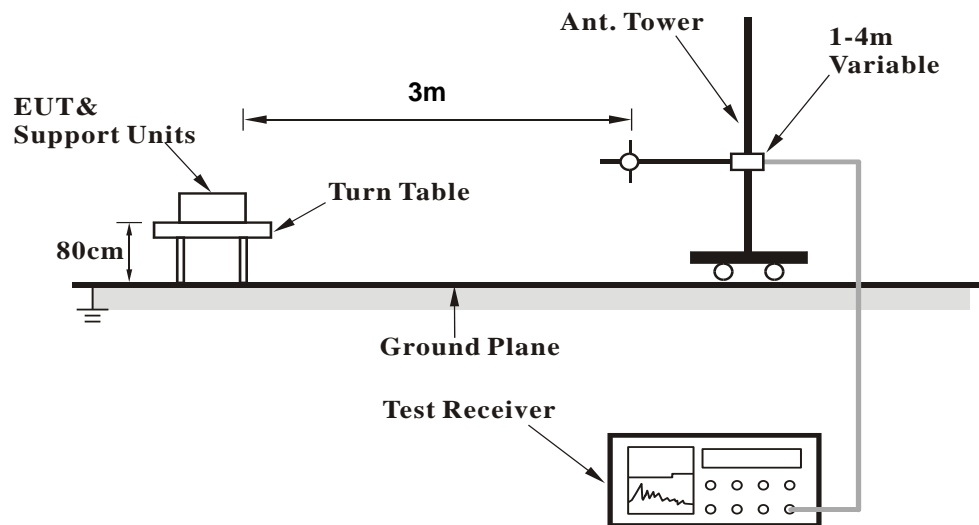 Ant. Tower
1-4m
Variable
3m
EUT&
Support Units
Turn Table
80cm
Ground Plane
Test Receiver